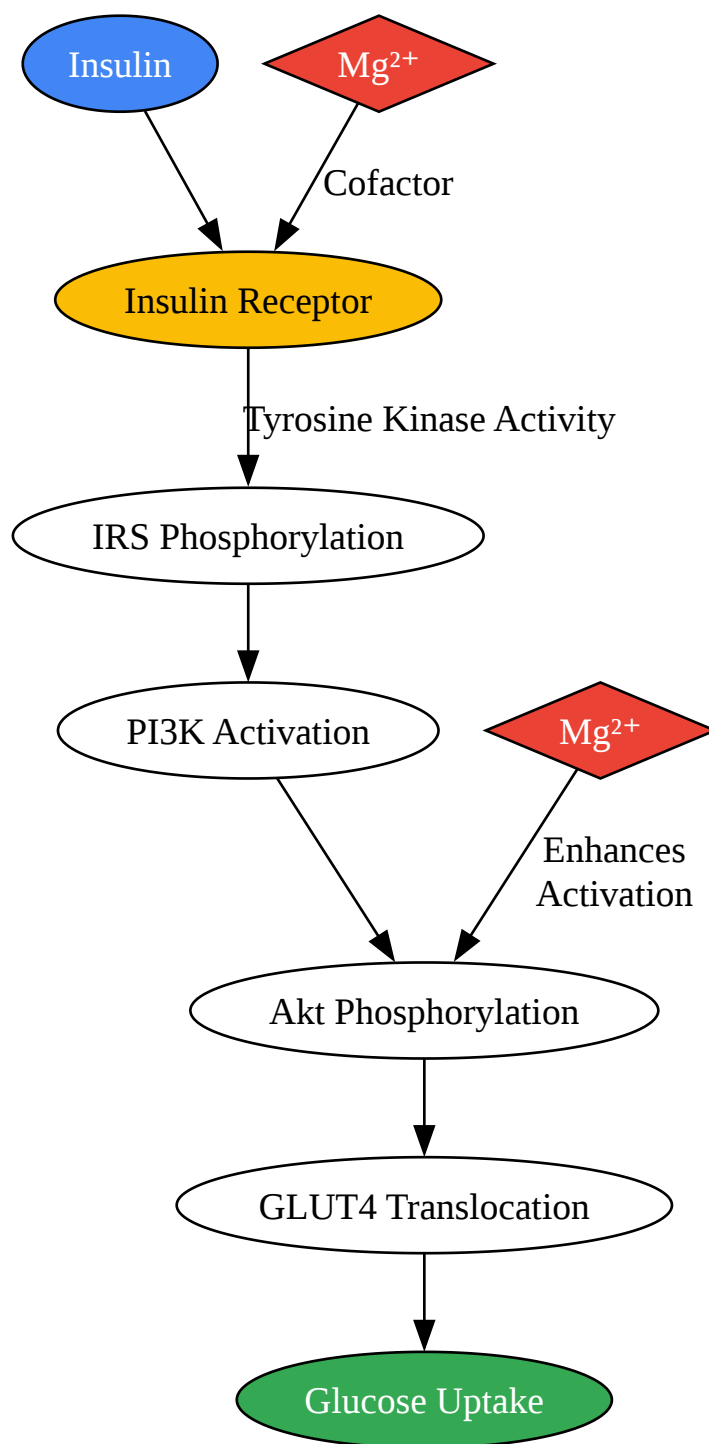 Insulin
Mg²⁺
Cofactor
Insulin Receptor
Tyrosine Kinase Activity
IRS Phosphorylation
PI3K Activation
Mg²⁺
Enhances
Activation
Akt Phosphorylation
GLUT4 Translocation
Glucose Uptake